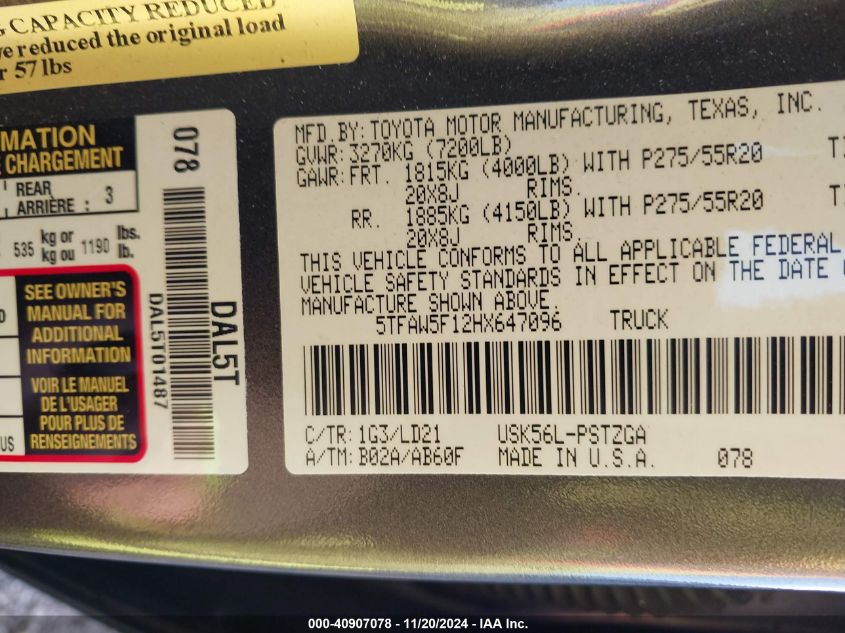 G CAPACITY REDUCED
ve reduced the original load
r 57 lbs
MATION
E CHARGEMENT
REAR
ARRIÈRE : 3
535 kg or
kg ou 1190 lbs.
lb.
SEE OWNER'S
MANUAL FOR
ADDITIONAL
INFORMATION
VOIR LE MANUEL
DE L'USAGER
POUR PLUS DE
RENSEIGNEMENTS
US
078
DAL5T01487
DAL5T
MFD.BY:TOYOTA MOTOR MANUFACTURING, TEXAS, INC.
GVWR:3270KG (7200LB)
GAWR:FRT. 1815KG (4000LB) WITH P275/55R20 TI
20X8J RIMS.
RR. 1885KG (4150LB) WITH P275/55R20 TI
20X8J RIMS.
THIS VEHICLE CONFORMS TO ALL APPLICABLE FEDERAL
VEHICLE SAFETY STANDARDS IN EFFECT ON THE DATE O
MANUFACTURE SHOWN ABOVE.
5TFAW5F12HX647096 TRUCK
C/TR:1G3/LD21 USK56L-PSTZGA
A/TM:B02A/AB60F MADE IN U.S.A. 078
000-40907078 - 11/20/2024 - IAA Inc.